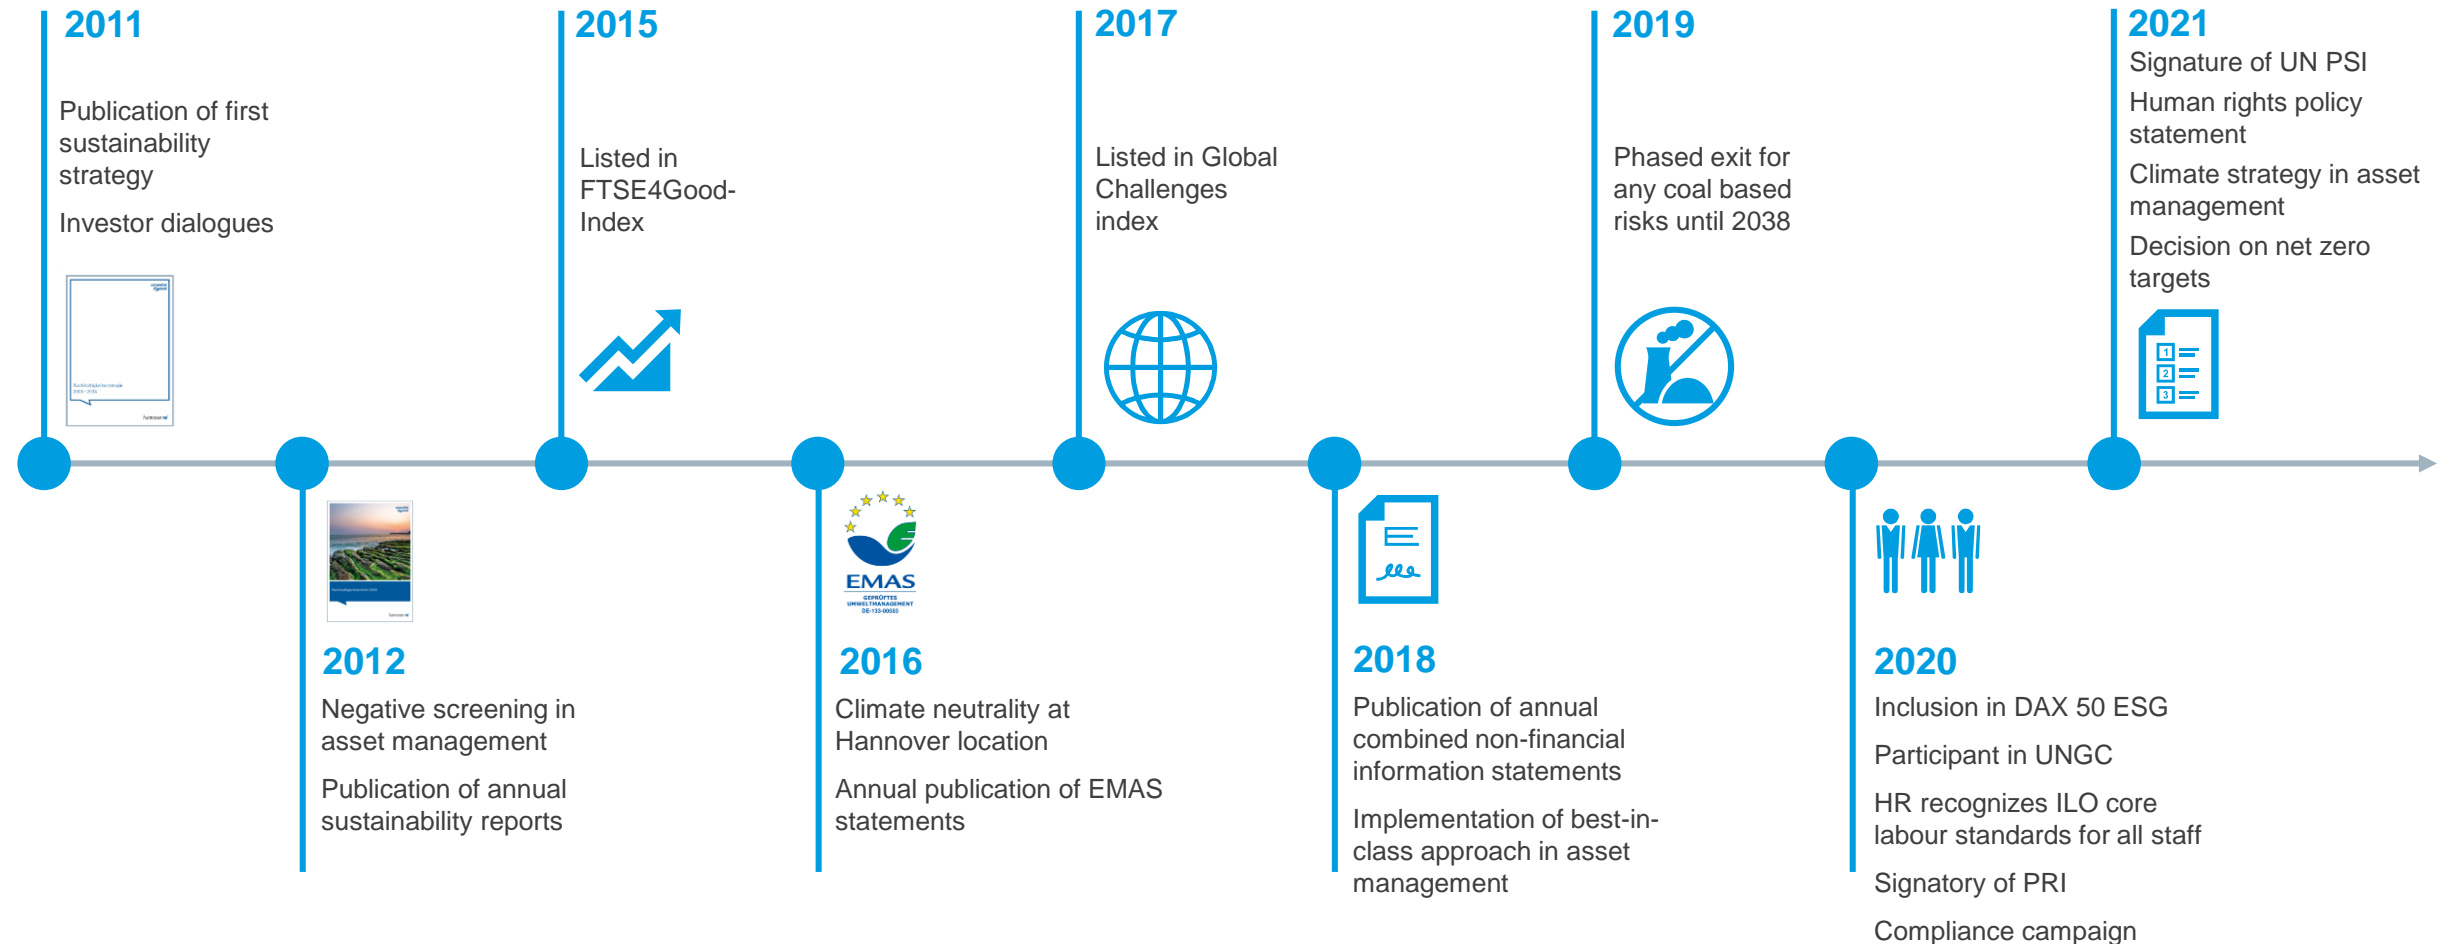 2011
Publication of first
sustainability
strategy
Investor dialogues
2015
Listed in
FTSE4Good-
Index
2017
Listed in Global
Challenges
index
2019
Phased exit for
any coal based
risks until 2038
2021
Signature of UN PSI
Human rights policy
statement
Climate strategy in asset
management
Decision on net zero
targets
1
2
3
2012
Negative screening in
asset management
Publication of annual
sustainability reports
EMAS
GEPRÜFTES
UMWELTMANAGEMENT
2016
Climate neutrality at
Hannover location
Annual publication of EMAS
statements
2018
Publication of annual
combined non-financial
information statements
Implementation of best-in-
class approach in asset
management
2020
Inclusion in DAX 50 ESG
Participant in UNGC
HR recognizes ILO core
labour standards for all staff
Signatory of PRI
Compliance campaign